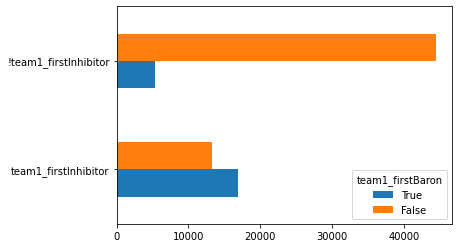 !team1_firstInhibitor
team1_firstInhibitor
team1_firstBaron
True
False
0
10000
20000
30000
40000